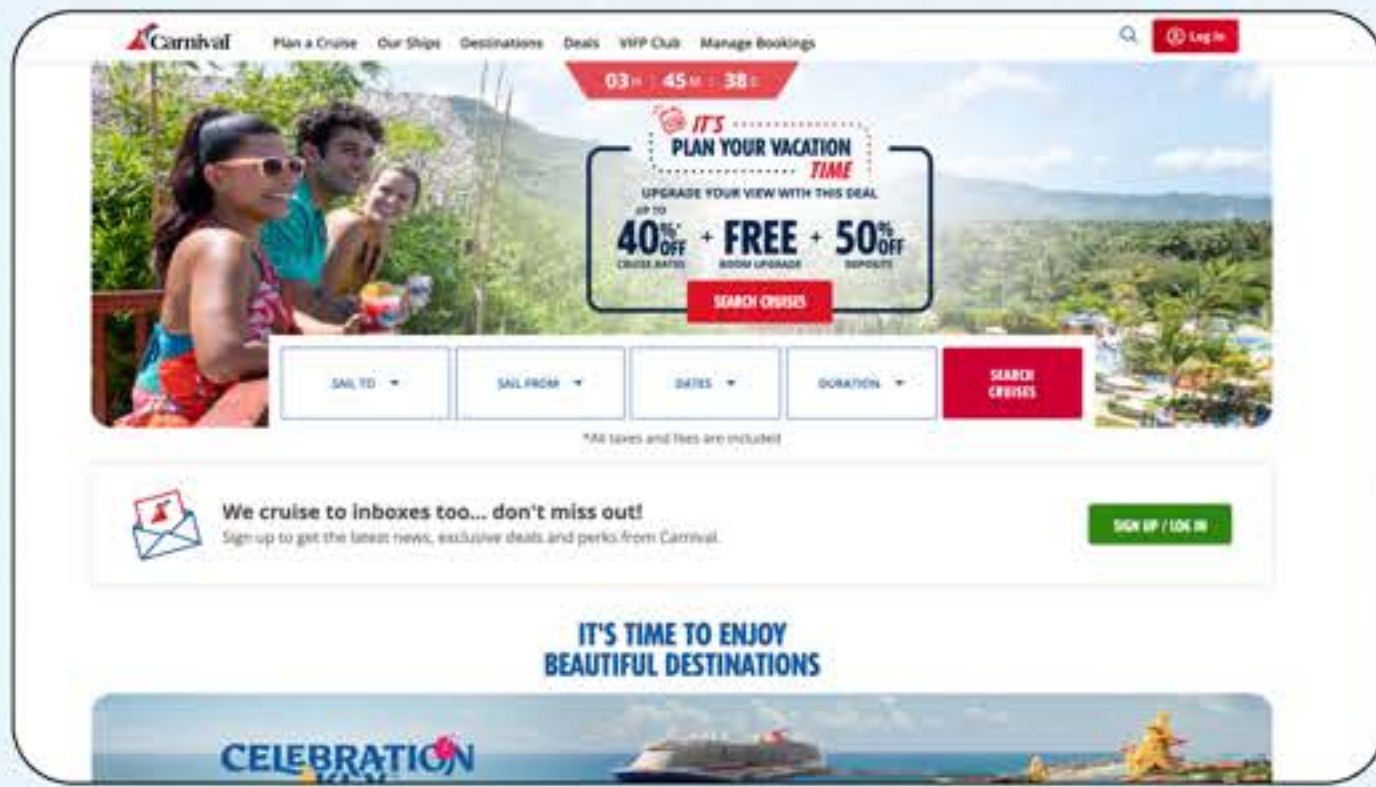 Carnival
Plan a Cruise Our Ships Destinations Deals VIFP Club Manage Bookings
Log In
03H : 45M : 38S
IT'S
PLAN YOUR VACATION
TIME
UPGRADE YOUR VIEW WITH THIS DEAL
UP TO
40%* OFF + FREE + 50% OFF
CRUISE RATES ROOM UPGRADE DEPOSITS
SEARCH CRUISES
SAIL TO SAIL FROM DATES DURATION
SEARCH
CRUISES
*All taxes and fees are included
We cruise to inboxes too... don't miss out!
Sign up to get the latest news, exclusive deals and perks from Carnival.
SIGN UP / LOG IN
IT'S TIME TO ENJOY
BEAUTIFUL DESTINATIONS
CELEBRATION